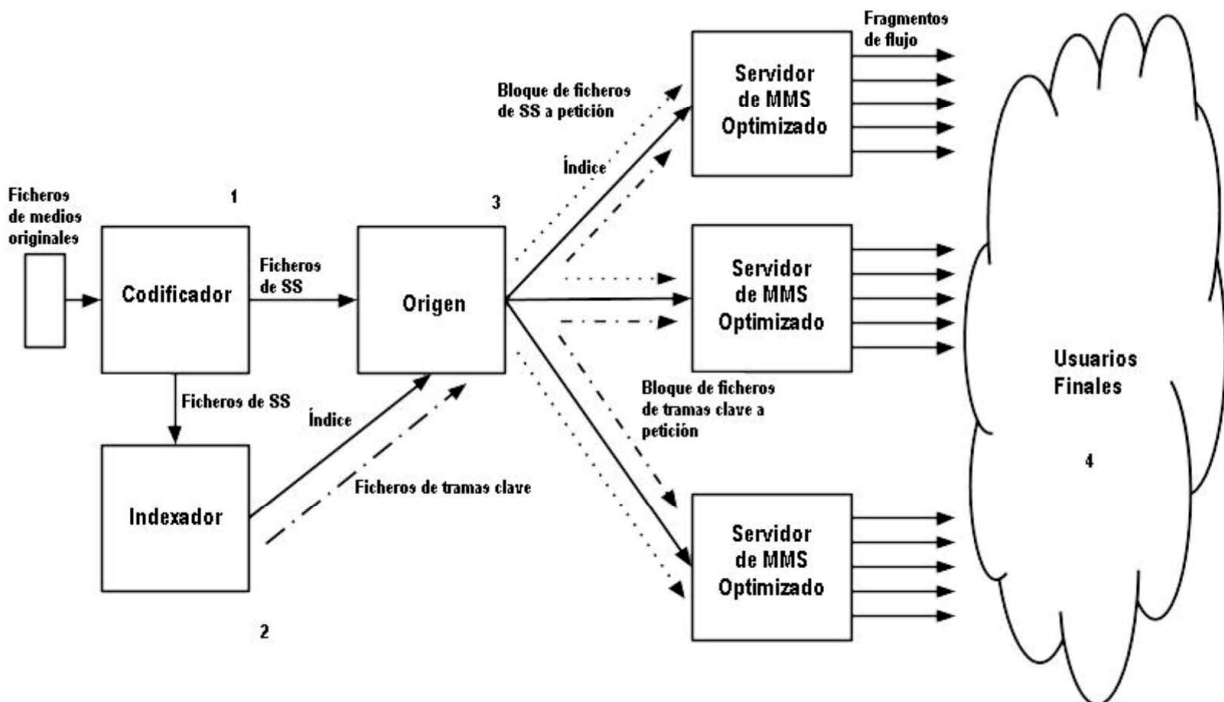 Ficheros
de medios
originales
1
Codificador
Ficheros
de SS
Ficheros de SS
Indexador
2
Índice
Ficheros de tramas clave
3
Origen
Bloque de ficheros
de SS a petición
Índice
Bloque de ficheros
de tramas clave a
petición
Servidor
de MMS
Optimizado
Servidor
de MMS
Optimizado
Servidor
de MMS
Optimizado
Fragmentos
de flujo
Usuarios
Finales
4